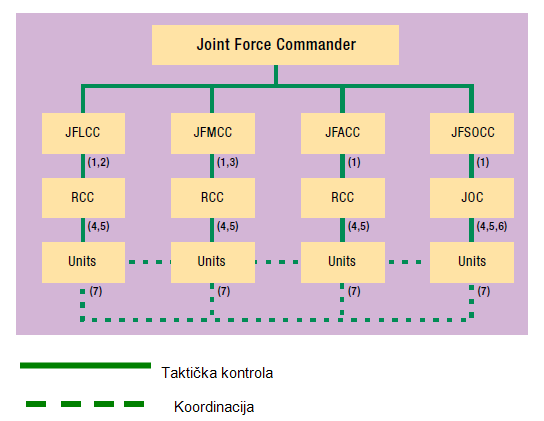 Joint Force Commander
JFLCC JFMCC JFACC JFSOCC
(1,2) (1,3) (1) (1)
RCC RCC RCC JOC
(4,5) (4,5) (4,5) (4,5,6)
Units Units Units Units
(7) (7) (7) (7)
Taktička kontrola
Koordinacija